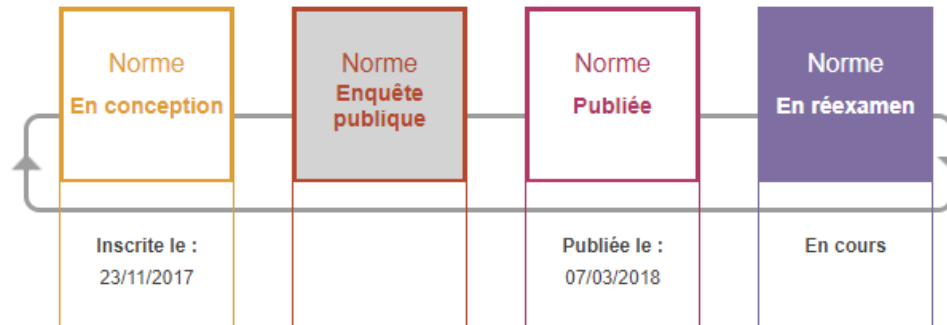 Norme
En conception
Norme
Enquête
publique
Norme
Publiée
Norme
En réexamen
Inscrite le :
23/11/2017
Publiée le :
07/03/2018
En cours